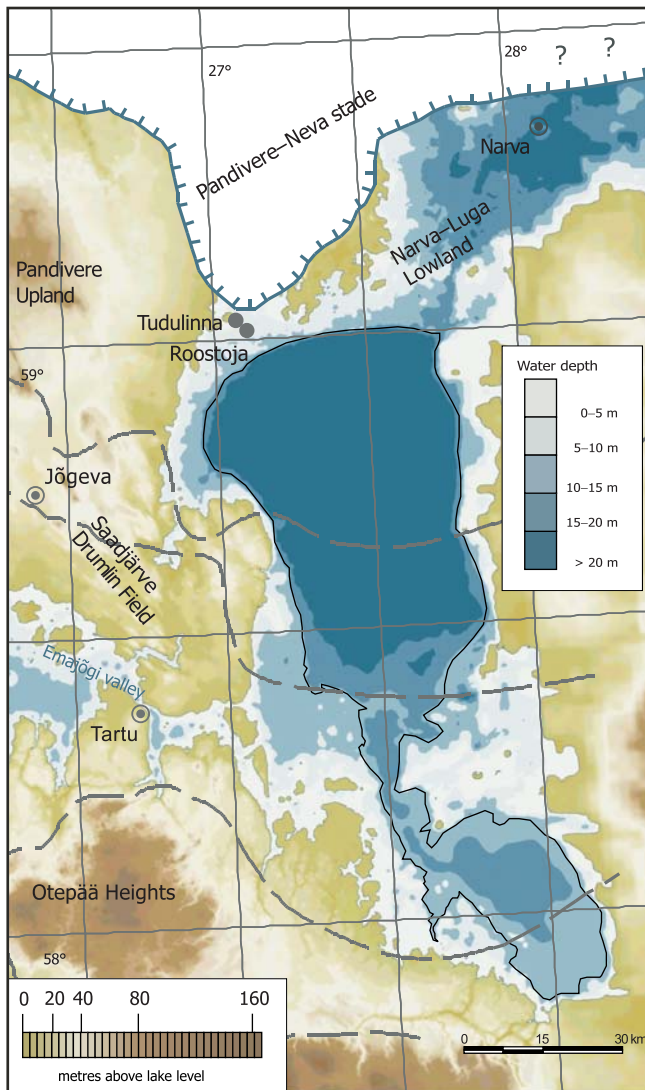 27°
28°
?
?
Pandivere–Neva stade
Narva
Narva–Luga
Lowland
Pandivere
Upland
Tudulinna
Roostoja
59°
Water depth
0–5 m
5–10 m
10–15 m
15–20 m
> 20 m
Jõgeva
Saadjärve
Drumlin Field
Emajõgi valley
Tartu
Otepää Heights
58°
0 20 40 80 160
metres above lake level
0 15 30 km